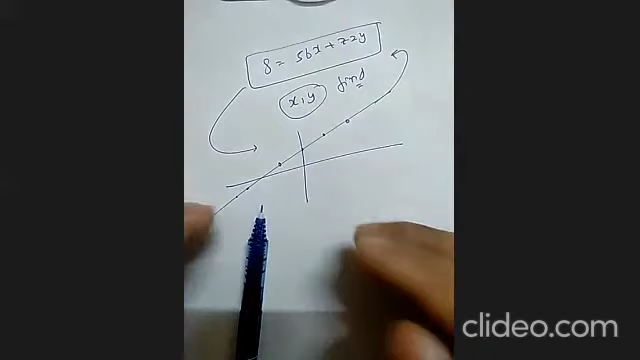 8 = 56x + 72y
x, y find
clideo.com